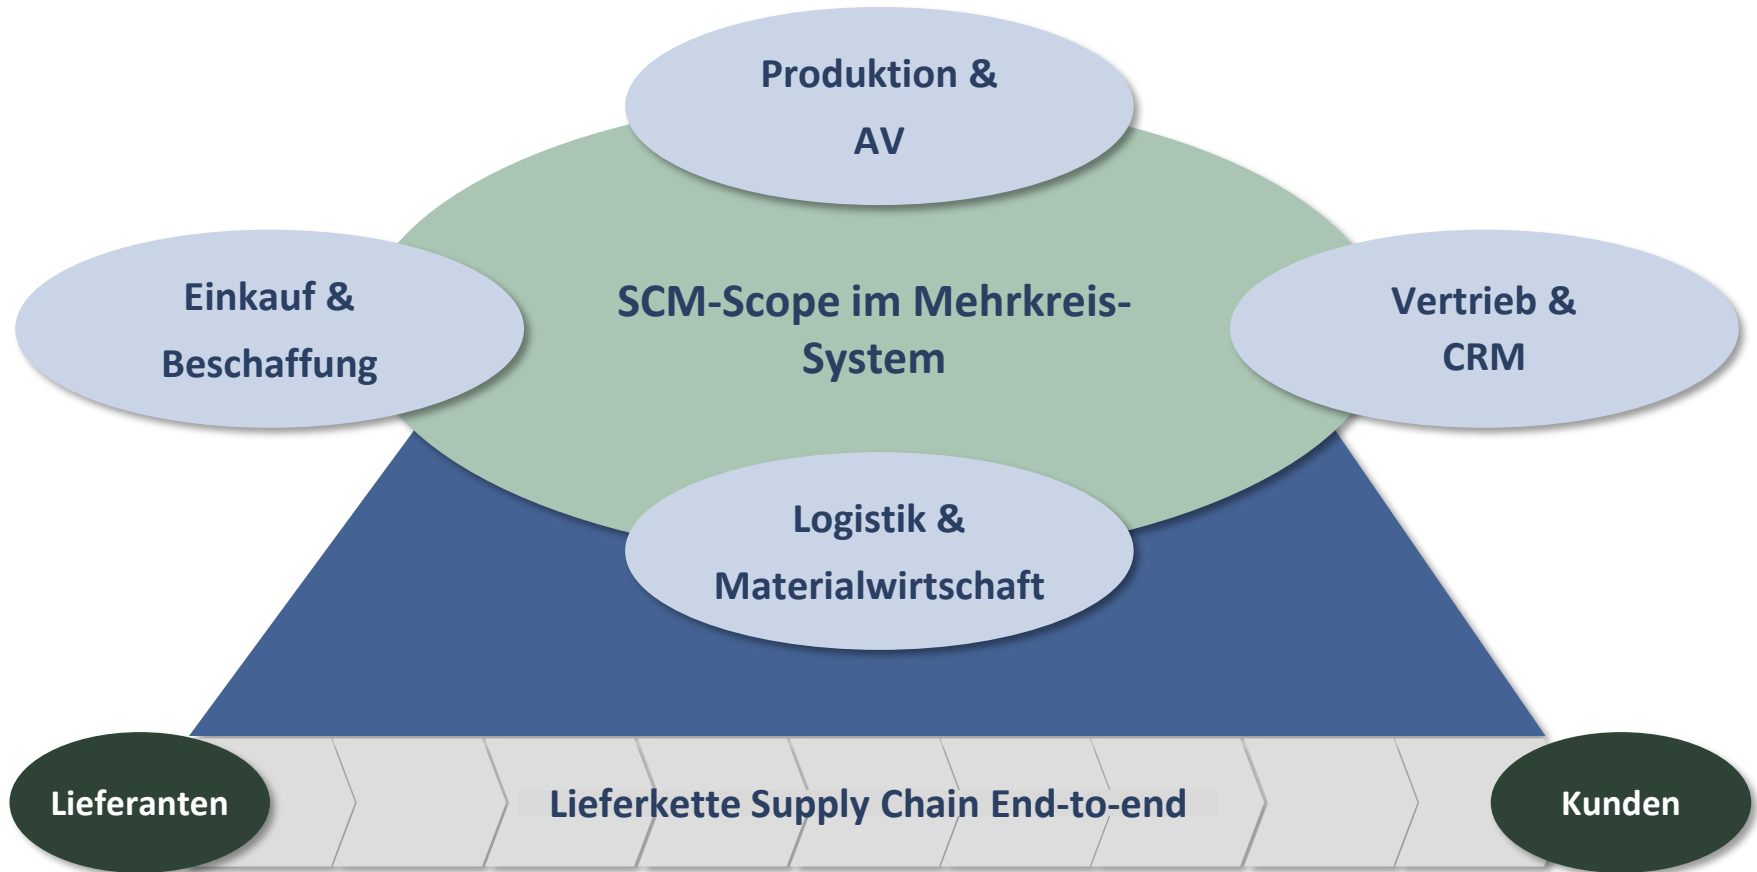 Produktion &
AV
Einkauf &
Beschaffung
SCM-Scope im Mehrkreis-
System
Vertrieb &
CRM
Logistik &
Materialwirtschaft
Lieferanten
Lieferkette Supply Chain End-to-end
Kunden